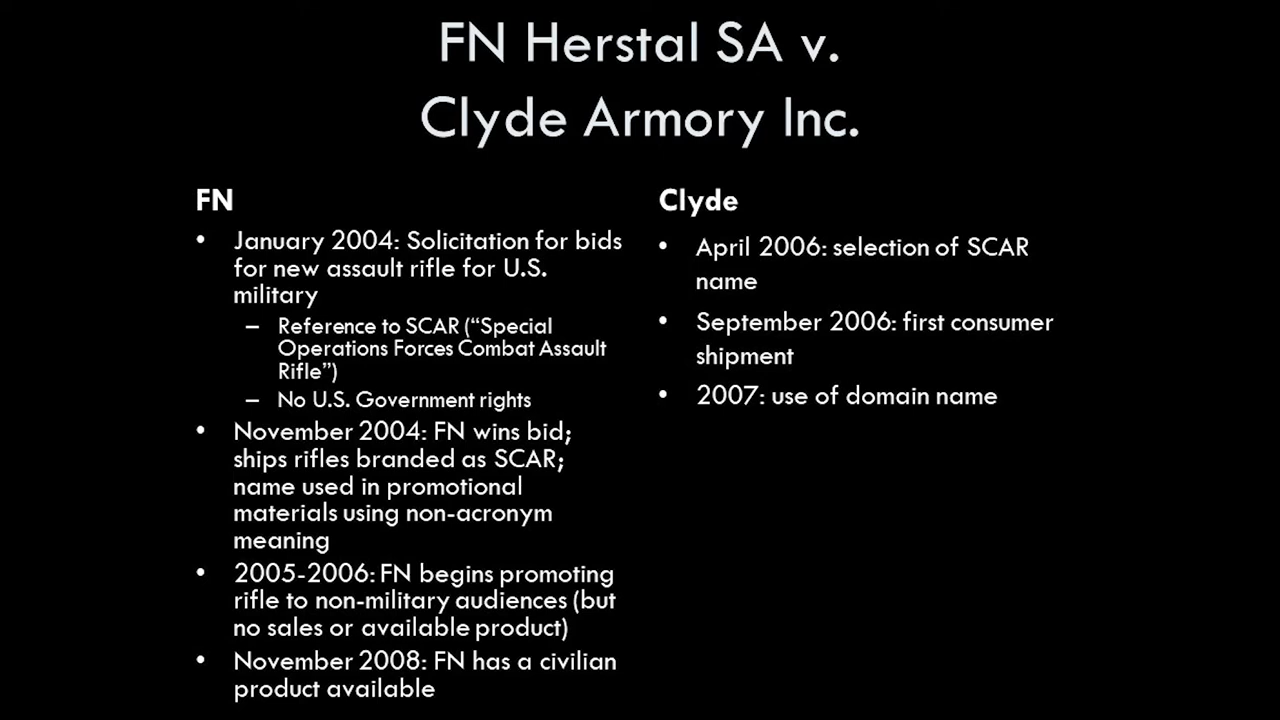 FN Herstal SA v.
Clyde Armory Inc.
FN
• January 2004: Solicitation for bids
for new assault rifle for U.S.
military
– Reference to SCAR (“Special
Operations Forces Combat Assault
Rifle”)
– No U.S. Government rights
• November 2004: FN wins bid;
ships rifles branded as SCAR;
name used in promotional
materials using non-acronym
meaning
• 2005-2006: FN begins promoting
rifle to non-military audiences (but
no sales or available product)
• November 2008: FN has a civilian
product available
Clyde
• April 2006: selection of SCAR
name
• September 2006: first consumer
shipment
• 2007: use of domain name